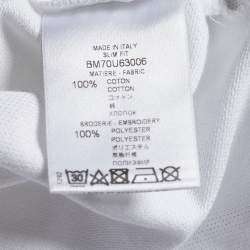 MADE IN ITALY
SLIM FIT
BM70U63006
MATIERE - FABRIC
100% COTON
COTTON
コットン
棉
ХЛОПОК
BRODERIE - EMBROIDERY
100% POLYESTER
POLYESTER
ポリエステル
聚酯纤维
ПОЛИЭФИР
30